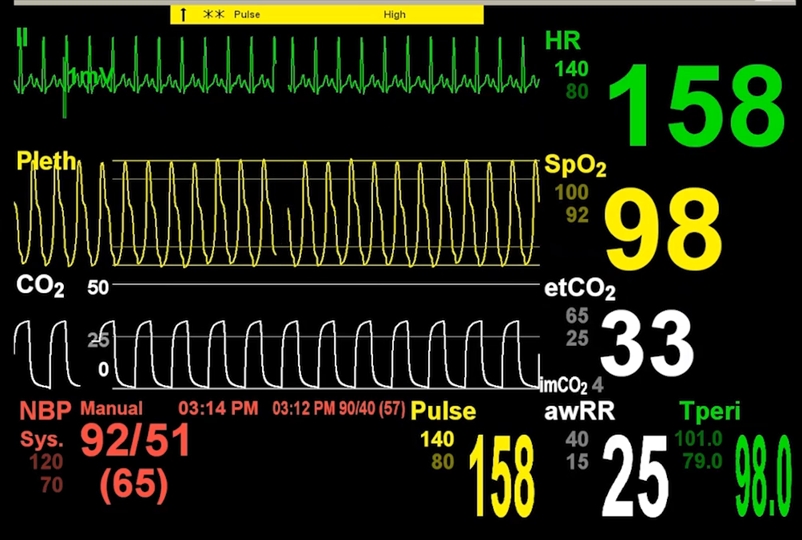 ** Pulse High
II
1mV
HR
140
80
158
Pleth
SpO₂
100
92
98
CO₂
50
25
0
etCO₂
65
25
33
imCO₂ 4
NBP Manual 03:14 PM 03:12 PM 90/40 (57)
Sys.
120
70
92/51
(65)
Pulse
140
80
158
awRR
40
15
25
Tperi
101.0
79.0
98.0